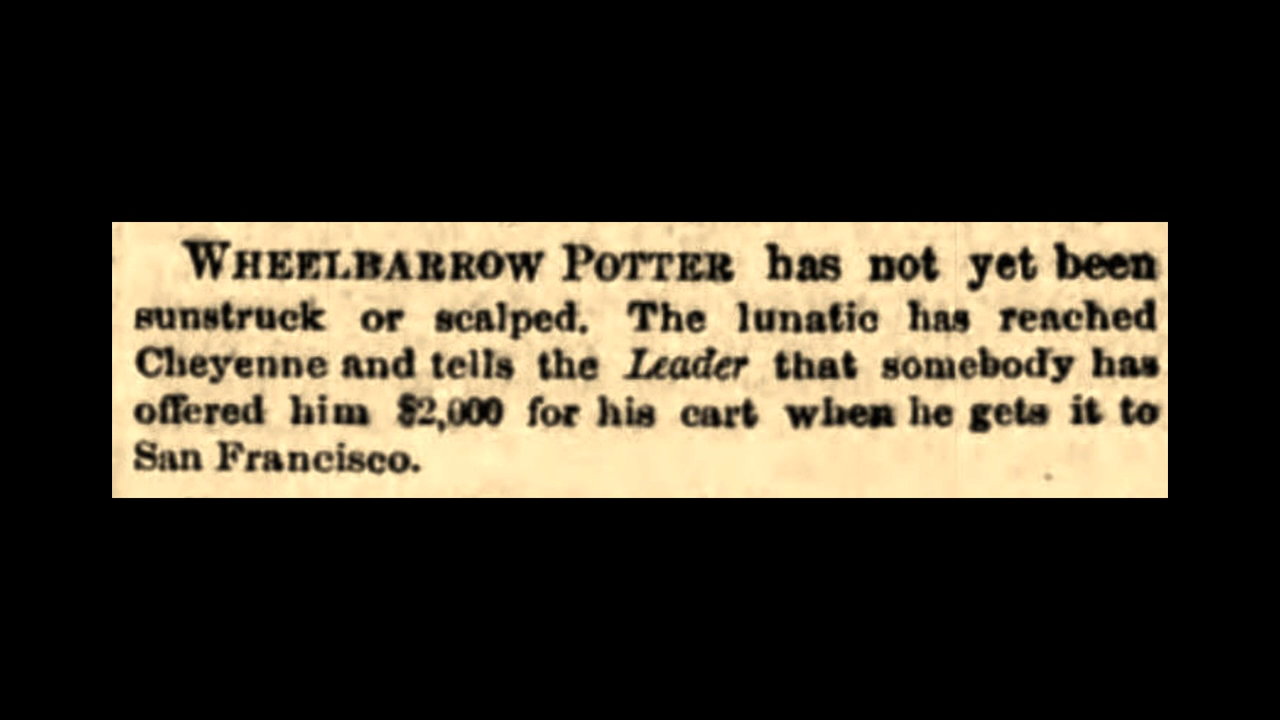 WHEELBARROW POTTER has not yet been
sunstruck or scalped. The lunatic has reached
Cheyenne and tells the Leader that somebody has
offered him $2,000 for his cart when he gets it to
San Francisco.